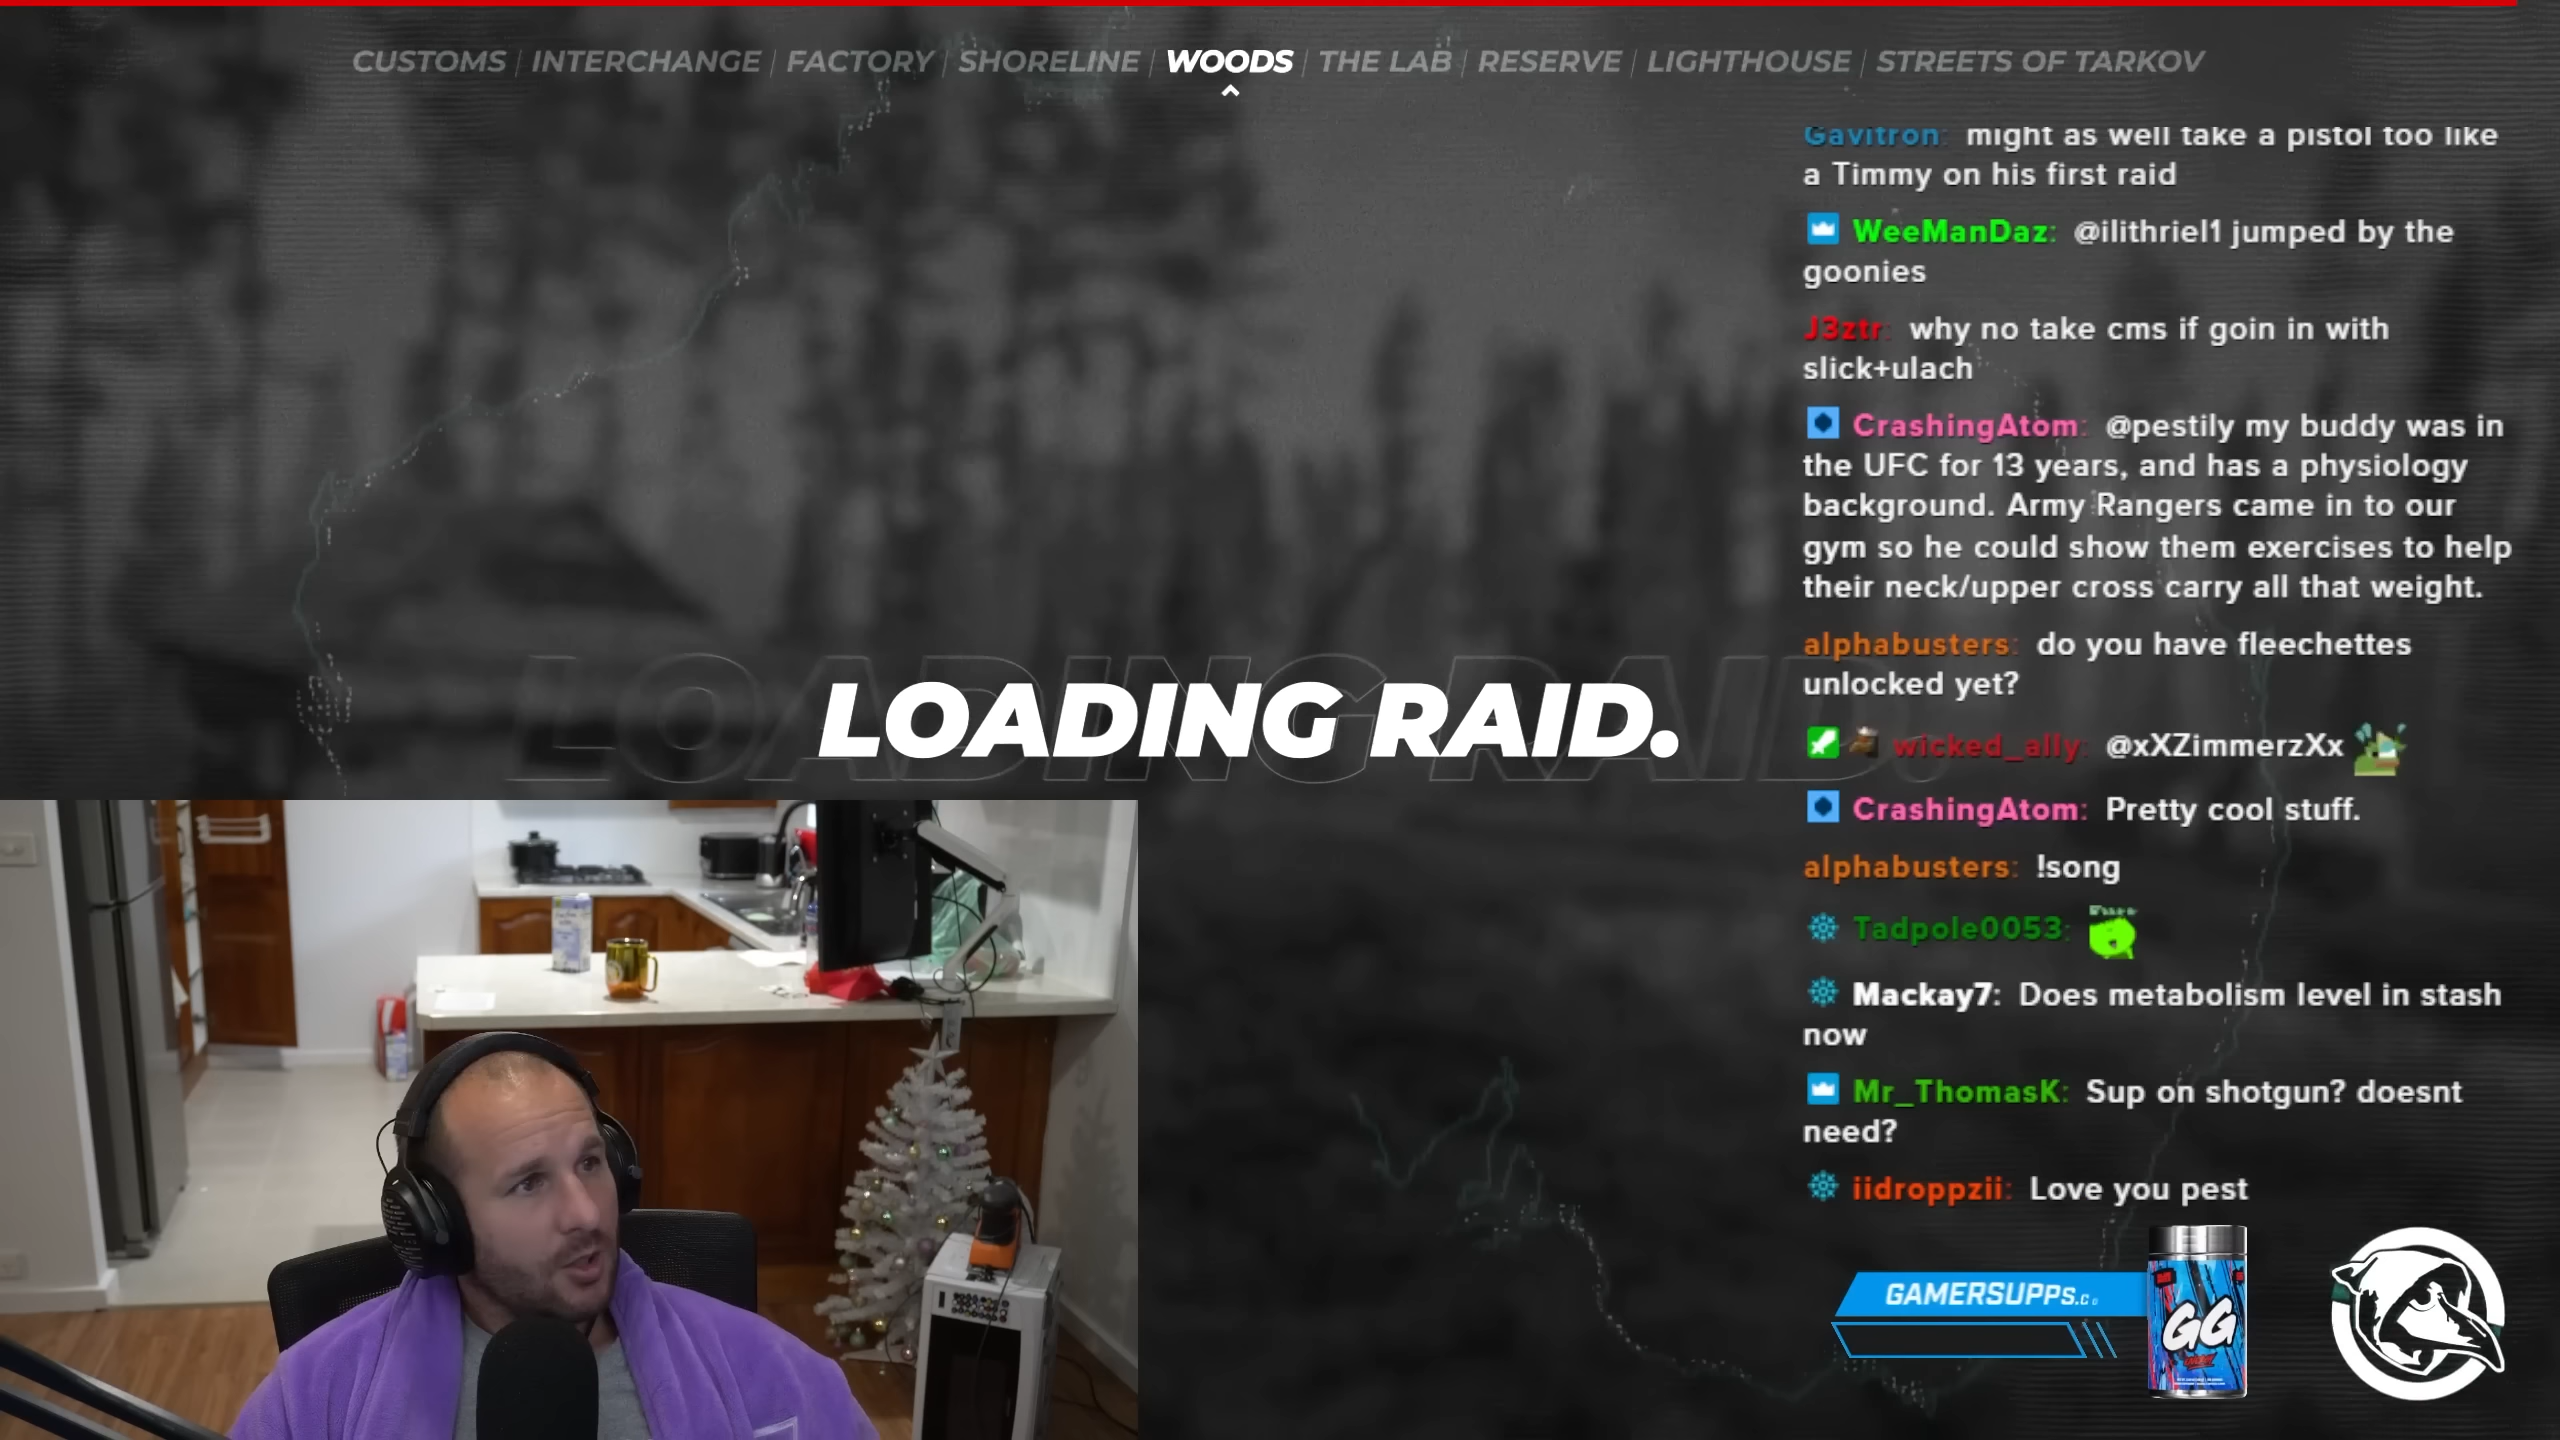 CUSTOMS | INTERCHANGE | FACTORY | SHORELINE | WOODS | THE LAB | RESERVE | LIGHTHOUSE | STREETS OF TARKOV
Gavitron: might as well take a pistol too like
a Timmy on his first raid
WeeManDaz: @ilithriel1 jumped by the
goonies
J3ztr: why no take cms if goin in with
slick+ulach
CrashingAtom: @pestily my buddy was in
the UFC for 13 years, and has a physiology
background. Army Rangers came in to our
gym so he could show them exercises to help
their neck/upper cross carry all that weight.
alphabusters: do you have fleechettes
unlocked yet?
LOADING RAID.
wicked_ally: @xXZimmerzXx
CrashingAtom: Pretty cool stuff.
alphabusters: !song
Tadpole0053:
Mackay7: Does metabolism level in stash
now
Mr_ThomasK: Sup on shotgun? doesnt
need?
iidroppzii: Love you pest
GAMERSUPPS.CO
GG